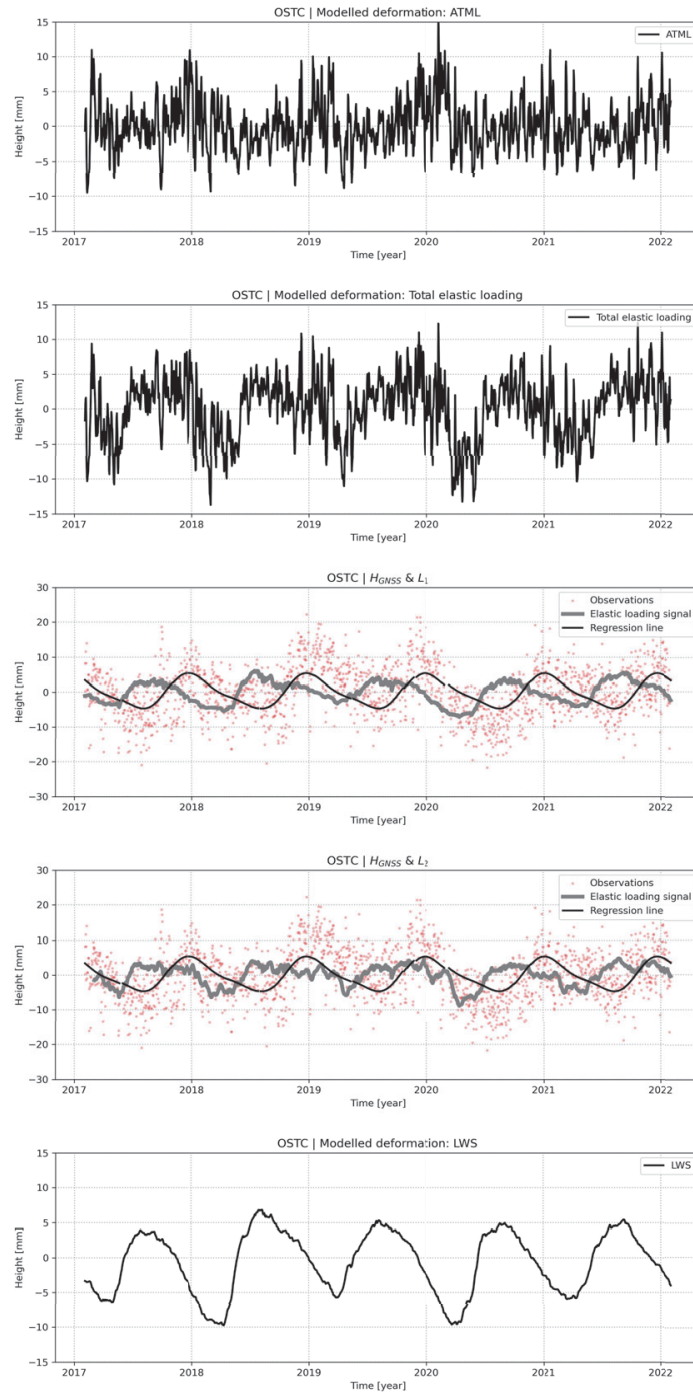 OSTC | Modelled deformation: ATML
Height [mm]
15
10
5
0
−5
−10
−15
ATML
2017 2018 2019 2020 2021 2022
Time [year]
OSTC | Modelled deformation: Total elastic loading
Height [mm]
15
10
5
0
−5
−10
−15
Total elastic loading
2017 2018 2019 2020 2021 2022
Time [year]
OSTC | H_GNSS & L_1
Height [mm]
30
20
10
0
−10
−20
−30
Observations
Elastic loading signal
Regression line
2017 2018 2019 2020 2021 2022
Time [year]
OSTC | H_GNSS & L_2
Height [mm]
30
20
10
0
−10
−20
−30
Observations
Elastic loading signal
Regression line
2017 2018 2019 2020 2021 2022
Time [year]
OSTC | Modelled deformation: LWS
Height [mm]
15
10
5
0
−5
−10
−15
LWS
2017 2018 2019 2020 2021 2022
Time [year]